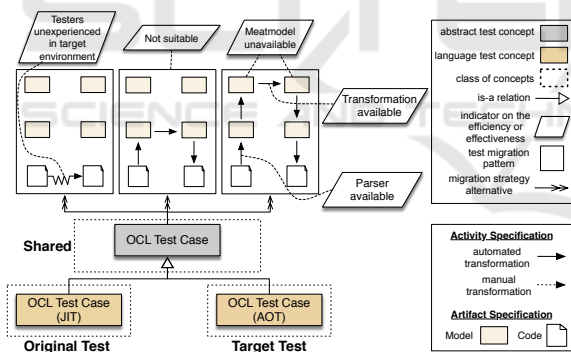 Testers
unexperienced
in target
environment
Not suitable
Meatmodel
unavailable
Transformation
available
Parser
available
Shared
OCL Test Case
OCL Test Case
(JIT)
OCL Test Case
(AOT)
Original Test
Target Test
abstract test concept
language test concept
class of concepts
is-a relation
indicator on the
efficiency or
effectiveness
test migration
pattern
migration strategy
alternative
Activity Specification
automated
transformation
manual
transformation
Artifact Specification
Model
Code